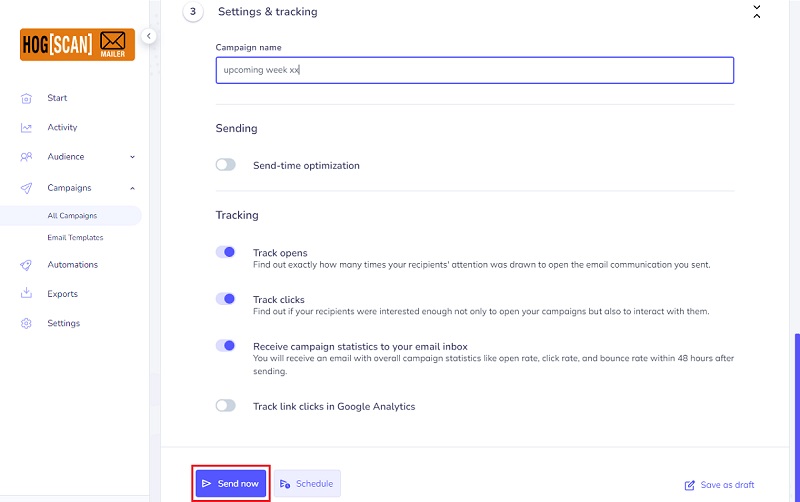 3 Settings & tracking
HOG[SCAN]
MAILER
Campaign name
upcoming week xx
Start
Activity
Audience
Campaigns
All Campaigns
Email Templates
Automations
Exports
Settings
Sending
Send-time optimization
Tracking
Track opens
Find out exactly how many times your recipients' attention was drawn to open the email communication you sent.
Track clicks
Find out if your recipients were interested enough not only to open your campaigns but also to interact with them.
Receive campaign statistics to your email inbox
You will receive an email with overall campaign statistics like open rate, click rate, and bounce rate within 48 hours after
sending.
Track link clicks in Google Analytics
Send now
Schedule
Save as draft